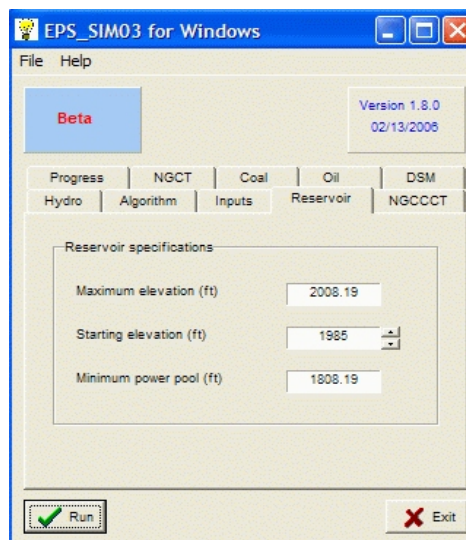 EPS_SIM03 for Windows
File Help
Beta
Version 1.8.0
02/13/2006
Progress NGCT Coal Oil DSM
Hydro Algorithm Inputs Reservoir NGCCCT
Reservoir specifications
Maximum elevation (ft) 2008.19
Starting elevation (ft) 1985
Minimum power pool (ft) 1808.19
Run Exit